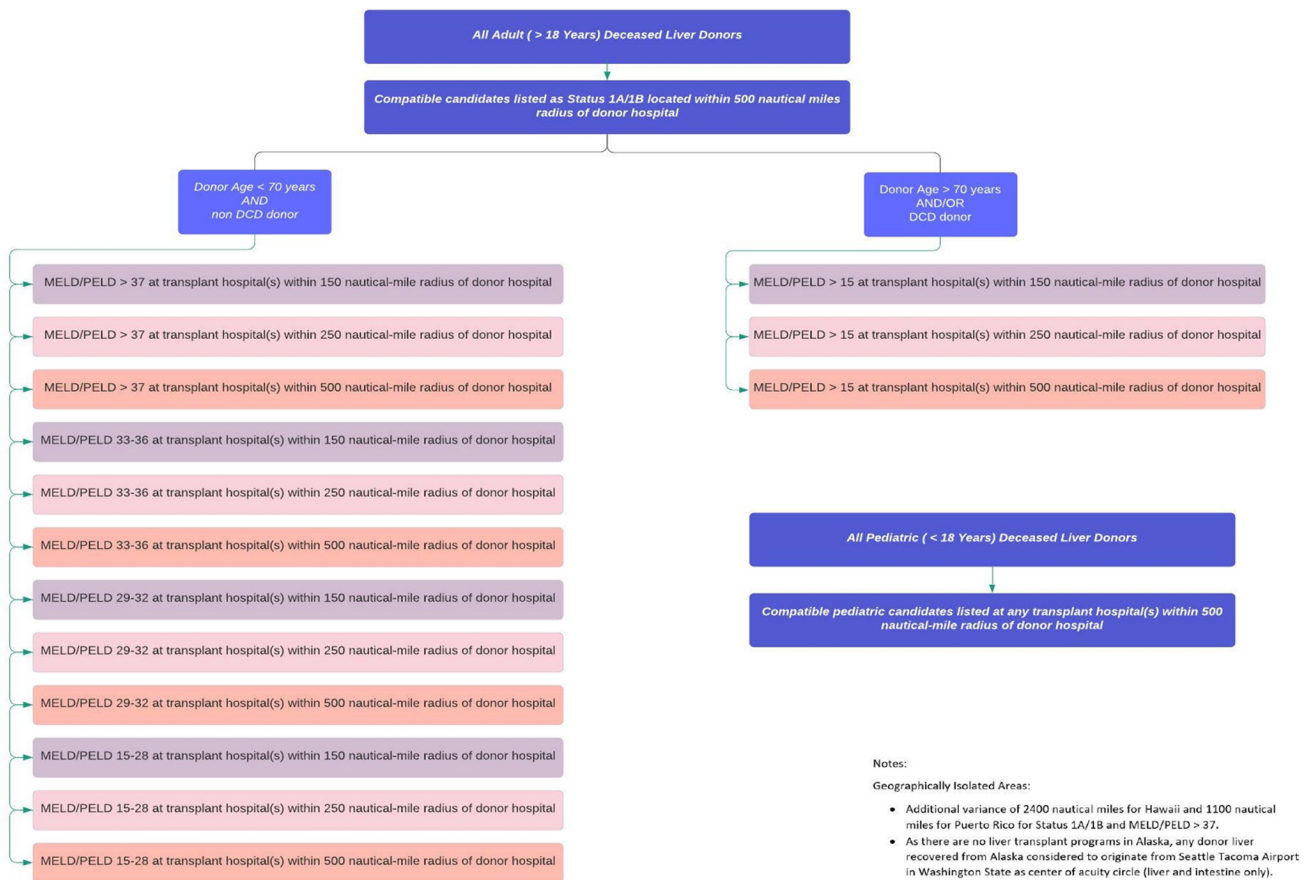 All Adult ( > 18 Years) Deceased Liver Donors
Compatible candidates listed as Status 1A/1B located within 500 nautical miles
radius of donor hospital
Donor Age < 70 years
AND
non DCD donor
MELD/PELD > 37 at transplant hospital(s) within 150 nautical-mile radius of donor hospital
MELD/PELD > 37 at transplant hospital(s) within 250 nautical-mile radius of donor hospital
MELD/PELD > 37 at transplant hospital(s) within 500 nautical-mile radius of donor hospital
MELD/PELD 33-36 at transplant hospital(s) within 150 nautical-mile radius of donor hospital
MELD/PELD 33-36 at transplant hospital(s) within 250 nautical-mile radius of donor hospital
MELD/PELD 33-36 at transplant hospital(s) within 500 nautical-mile radius of donor hospital
MELD/PELD 29-32 at transplant hospital(s) within 150 nautical-mile radius of donor hospital
MELD/PELD 29-32 at transplant hospital(s) within 250 nautical-mile radius of donor hospital
MELD/PELD 29-32 at transplant hospital(s) within 500 nautical-mile radius of donor hospital
MELD/PELD 15-28 at transplant hospital(s) within 150 nautical-mile radius of donor hospital
MELD/PELD 15-28 at transplant hospital(s) within 250 nautical-mile radius of donor hospital
MELD/PELD 15-28 at transplant hospital(s) within 500 nautical-mile radius of donor hospital
Donor Age > 70 years
AND/OR
DCD donor
MELD/PELD > 15 at transplant hospital(s) within 150 nautical-mile radius of donor hospital
MELD/PELD > 15 at transplant hospital(s) within 250 nautical-mile radius of donor hospital
MELD/PELD > 15 at transplant hospital(s) within 500 nautical-mile radius of donor hospital
All Pediatric ( < 18 Years) Deceased Liver Donors
Compatible pediatric candidates listed at any transplant hospital(s) within 500
nautical-mile radius of donor hospital
Notes:
Geographically Isolated Areas:
• Additional variance of 2400 nautical miles for Hawaii and 1100 nautical
miles for Puerto Rico for Status 1A/1B and MELD/PELD > 37.
• As there are no liver transplant programs in Alaska, any donor liver
recovered from Alaska considered to originate from Seattle Tacoma Airport
in Washington State as center of acuity circle (liver and intestine only).